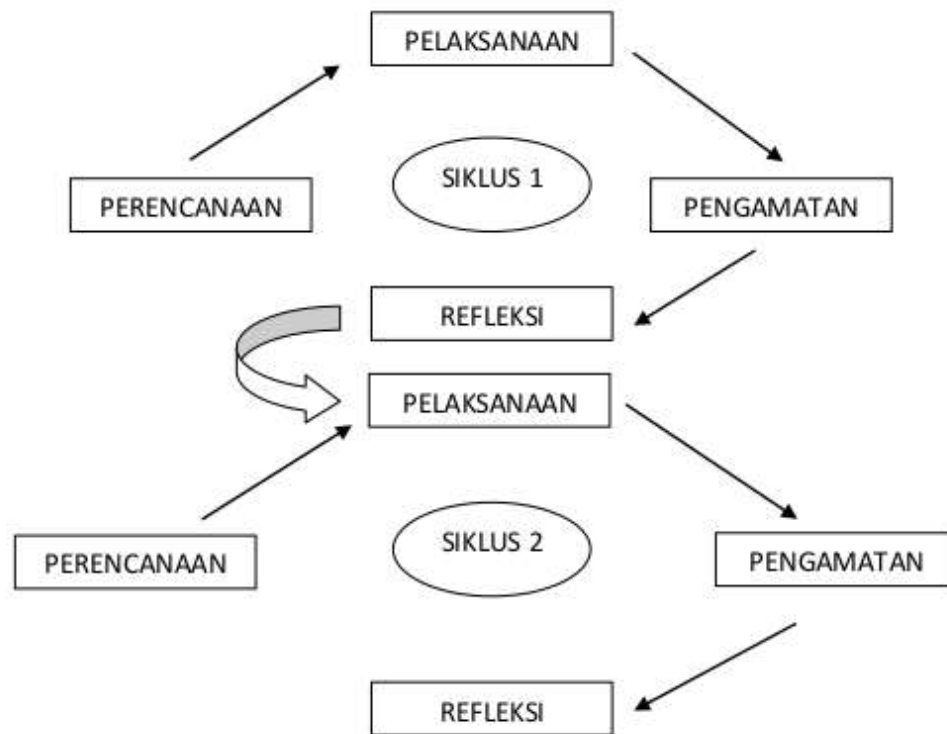 PELAKSANAAN
SIKLUS 1
PERENCANAAN
PENGAMATAN
REFLEKSI
PELAKSANAAN
SIKLUS 2
PERENCANAAN
PENGAMATAN
REFLEKSI